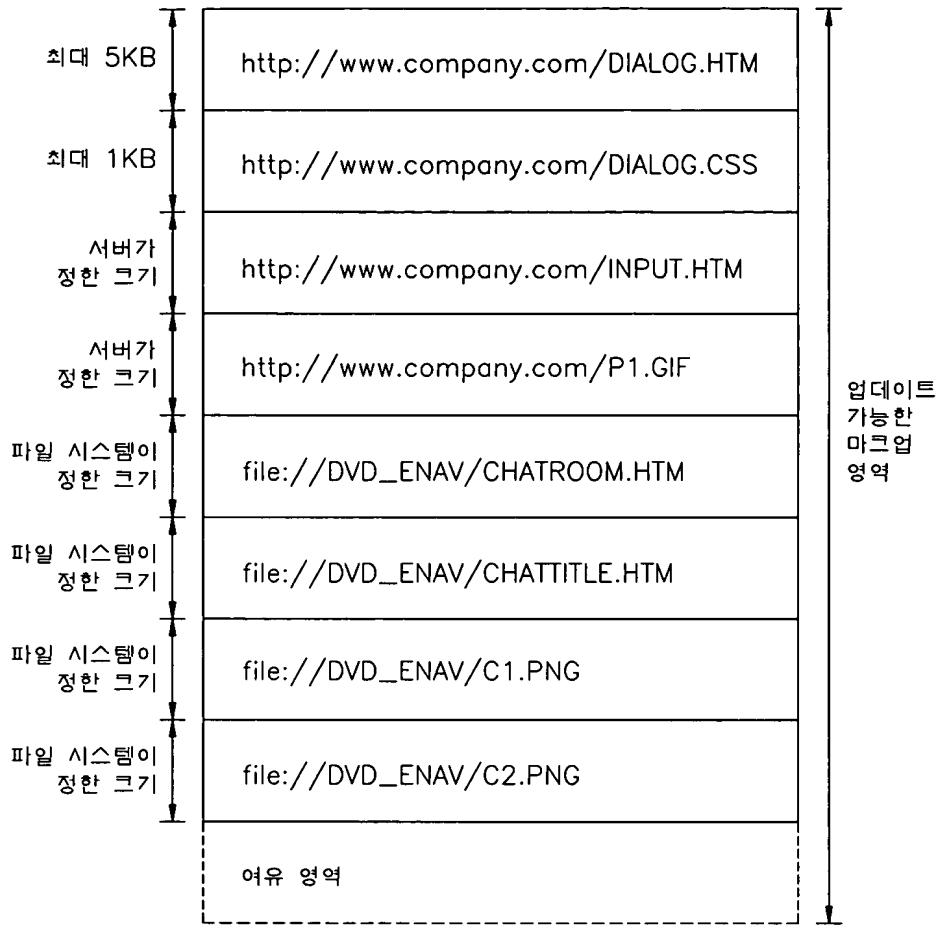 최대 5KB
http://www.company.com/DIALOG.HTM
최대 1KB
http://www.company.com/DIALOG.CSS
서버가
정한 크기
http://www.company.com/INPUT.HTM
서버가
정한 크기
http://www.company.com/P1.GIF
파일 시스템이
정한 크기
file://DVD_ENAV/CHATROOM.HTM
파일 시스템이
정한 크기
file://DVD_ENAV/CHATTITLE.HTM
파일 시스템이
정한 크기
file://DVD_ENAV/C1.PNG
파일 시스템이
정한 크기
file://DVD_ENAV/C2.PNG
여유 영역
업데이트
가능한
마크업
영역